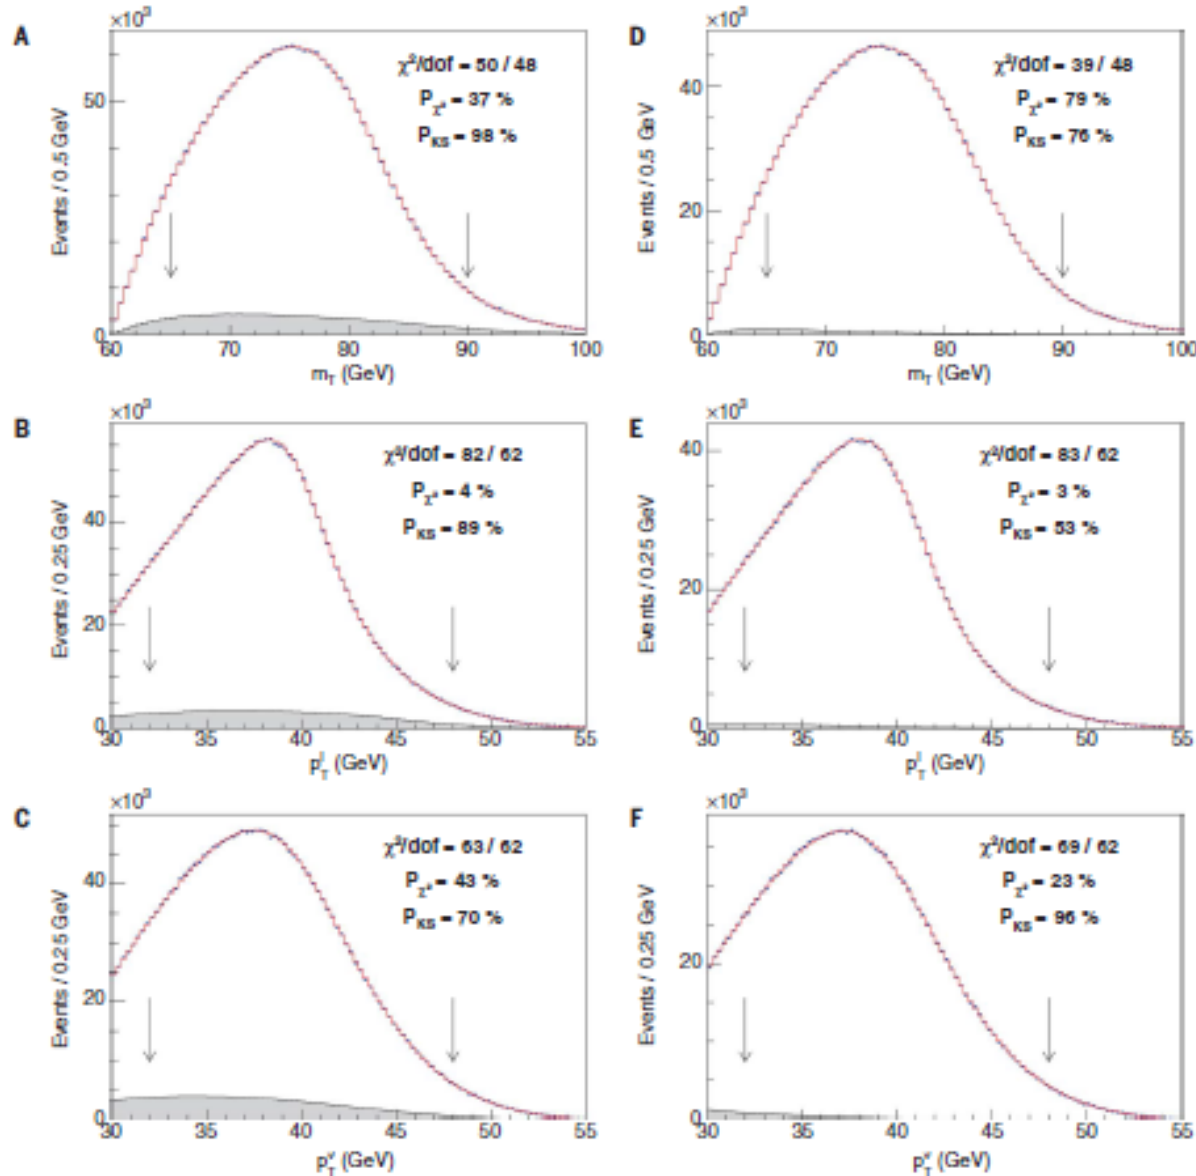 A
×10³
Events / 0.5 GeV
50
0
χ²/dof = 50 / 48
P_χ² = 37 %
P_KS = 98 %
60 70 80 90 100
m_T (GeV)
D
×10³
Events / 0.5 GeV
40
20
0
χ²/dof = 39 / 48
P_χ² = 79 %
P_KS = 76 %
60 70 80 90 100
m_T (GeV)
B
×10³
Events / 0.25 GeV
40
20
0
χ²/dof = 82 / 62
P_χ² = 4 %
P_KS = 89 %
30 35 40 45 50 55
p_T^l (GeV)
E
×10³
Events / 0.25 GeV
40
20
0
χ²/dof = 83 / 62
P_χ² = 3 %
P_KS = 53 %
30 35 40 45 50 55
p_T^l (GeV)
C
×10³
Events / 0.25 GeV
40
20
0
χ²/dof = 63 / 62
P_χ² = 43 %
P_KS = 70 %
30 35 40 45 50 55
p_T^ν (GeV)
F
×10³
Events / 0.25 GeV
20
0
χ²/dof = 69 / 62
P_χ² = 23 %
P_KS = 96 %
30 35 40 45 50 55
p_T^ν (GeV)